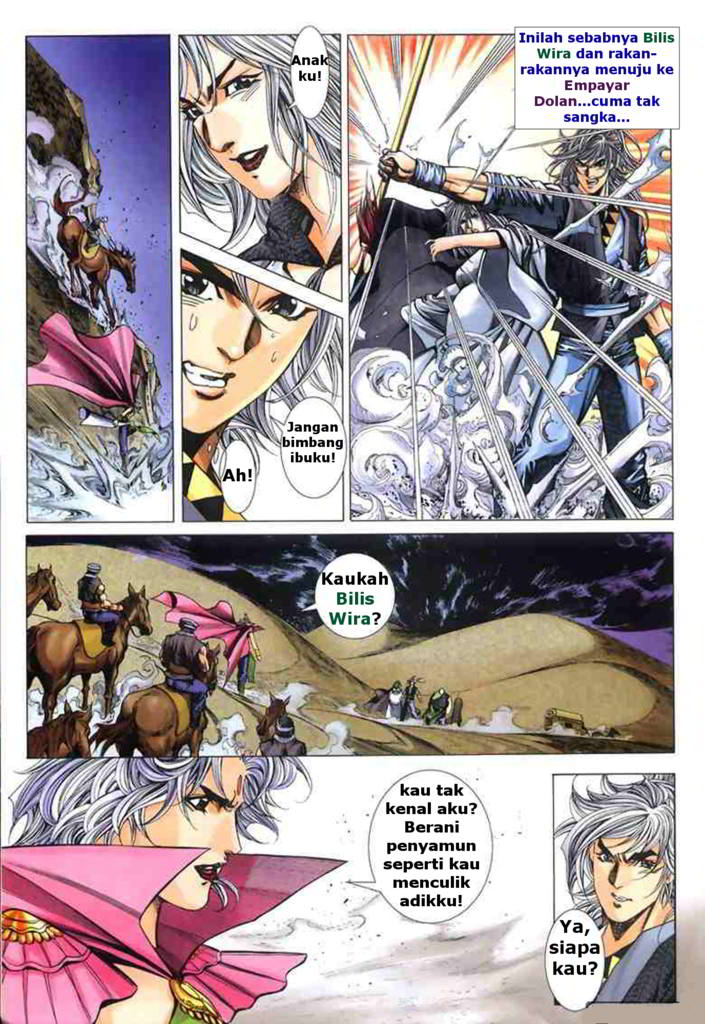 Anak
ku!
Inilah sebabnya Bilis
Wira dan rakan-
rakannya menuju ke
Empayar
Dolan...cuma tak
sangka...
Jangan
bimbang
ibuku!
Ah!
Kaukah
Bilis
Wira?
kau tak
kenal aku?
Berani
penyamun
seperti kau
menculik
adikku!
Ya,
siapa
kau?